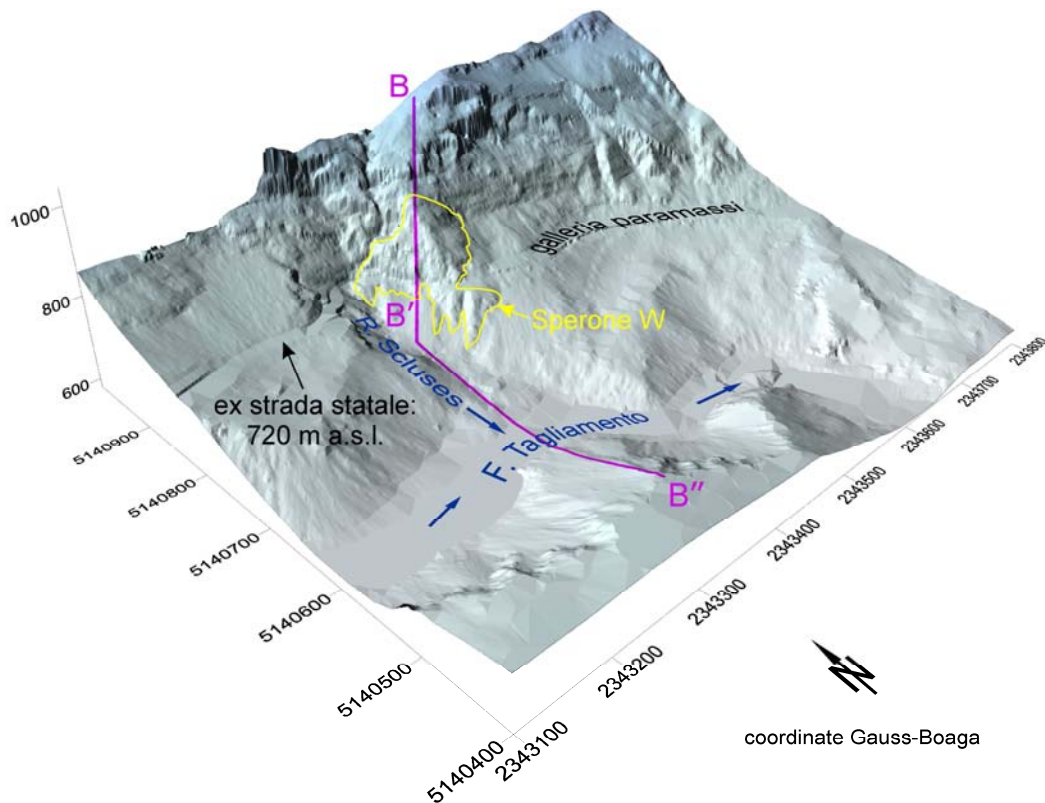 B
1000
800
600
galleria paramassi
B'
Sperone W
R. Scluses
ex strada statale:
720 m a.s.l.
F. Tagliamento
B"
5140900
5140800
5140700
5140600
5140500
5140400
2343100
2343200
2343300
2343400
2343500
2343600
2343700
2343800
N
coordinate Gauss-Boaga